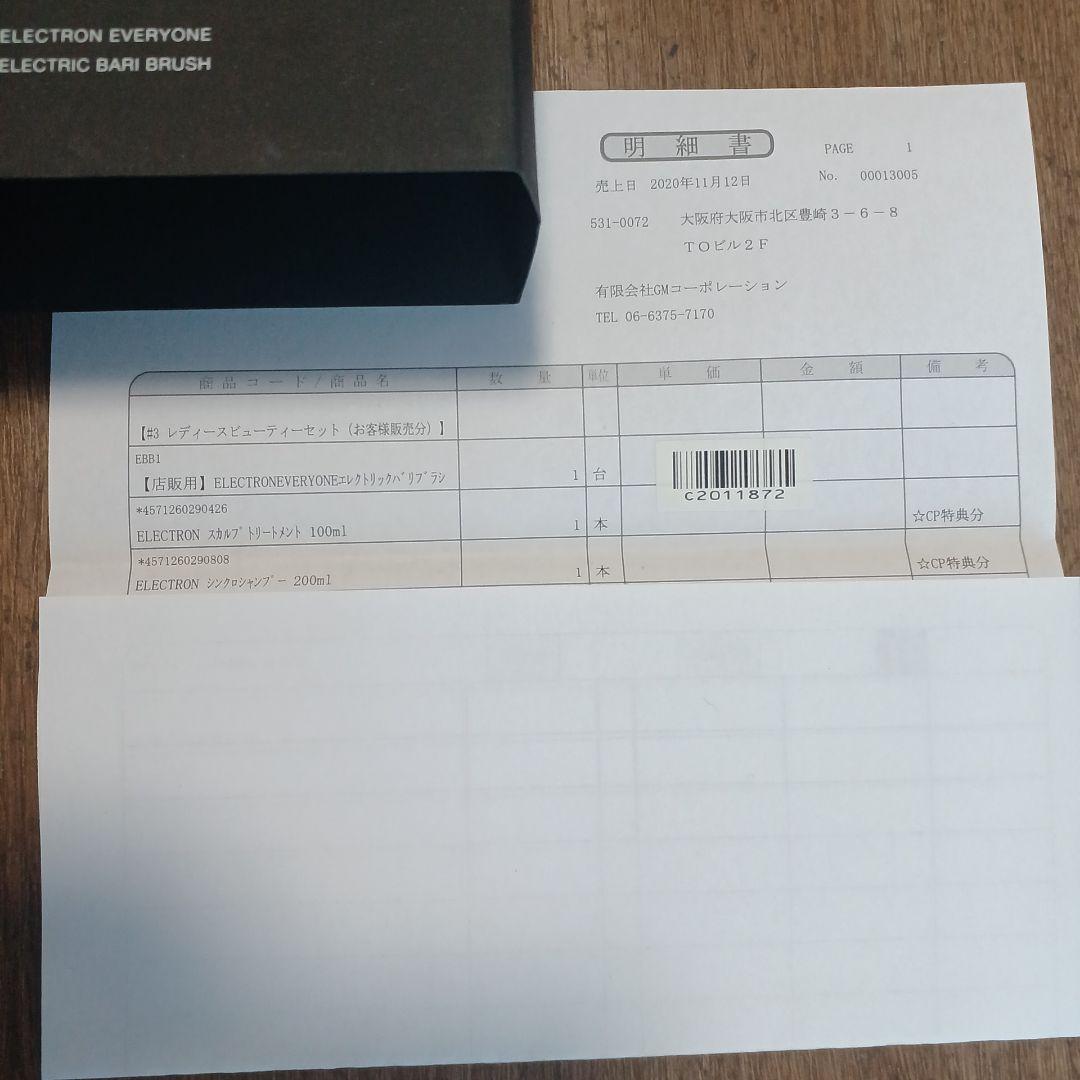 ELECTRON EVERYONE
ELECTRIC BARI BRUSH
明細書
PAGE 1
売上日 2020年11月12日 No. 00013005
531-0072 大阪府大阪市北区豊崎3-6-8
TOビル2F
有限会社GMコーポレーション
TEL 06-6375-7170
商品コード/商品名 数量 単位 単価 金額 備考
【#3 レディースビューティーセット（お客様販売分）】
EBB1
【店販用】ELECTRONEVERYONEｴﾚｸﾄﾘｯｸﾊﾞﾘﾌﾞﾗｼ 1 台
C2011872
*4571260290426
ELECTRON ｽｶﾙﾌﾟﾄﾘｰﾄﾒﾝﾄ 100ml 1 本 ☆CP特典分
*4571260290808
ELECTRON ｼﾝｸﾛｼｬﾝﾌﾟｰ 200ml 1 本 ☆CP特典分